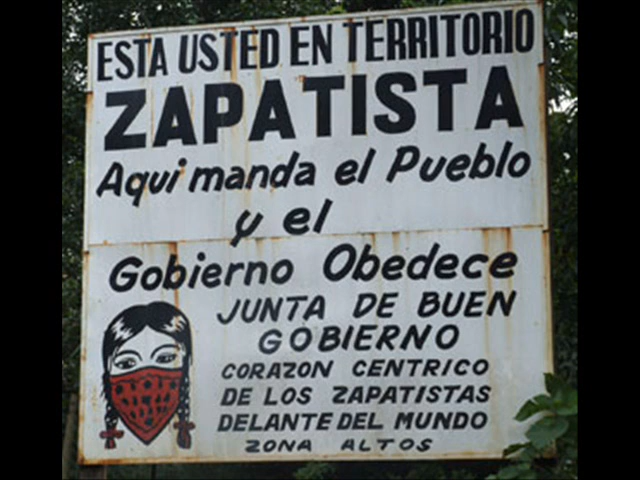 ESTA USTED EN TERRITORIO
ZAPATISTA
Aqui manda el Pueblo
y el
Gobierno Obedece
JUNTA DE BUEN
GOBIERNO
CORAZON CENTRICO
DE LOS ZAPATISTAS
DELANTE DEL MUNDO
ZONA ALTOS